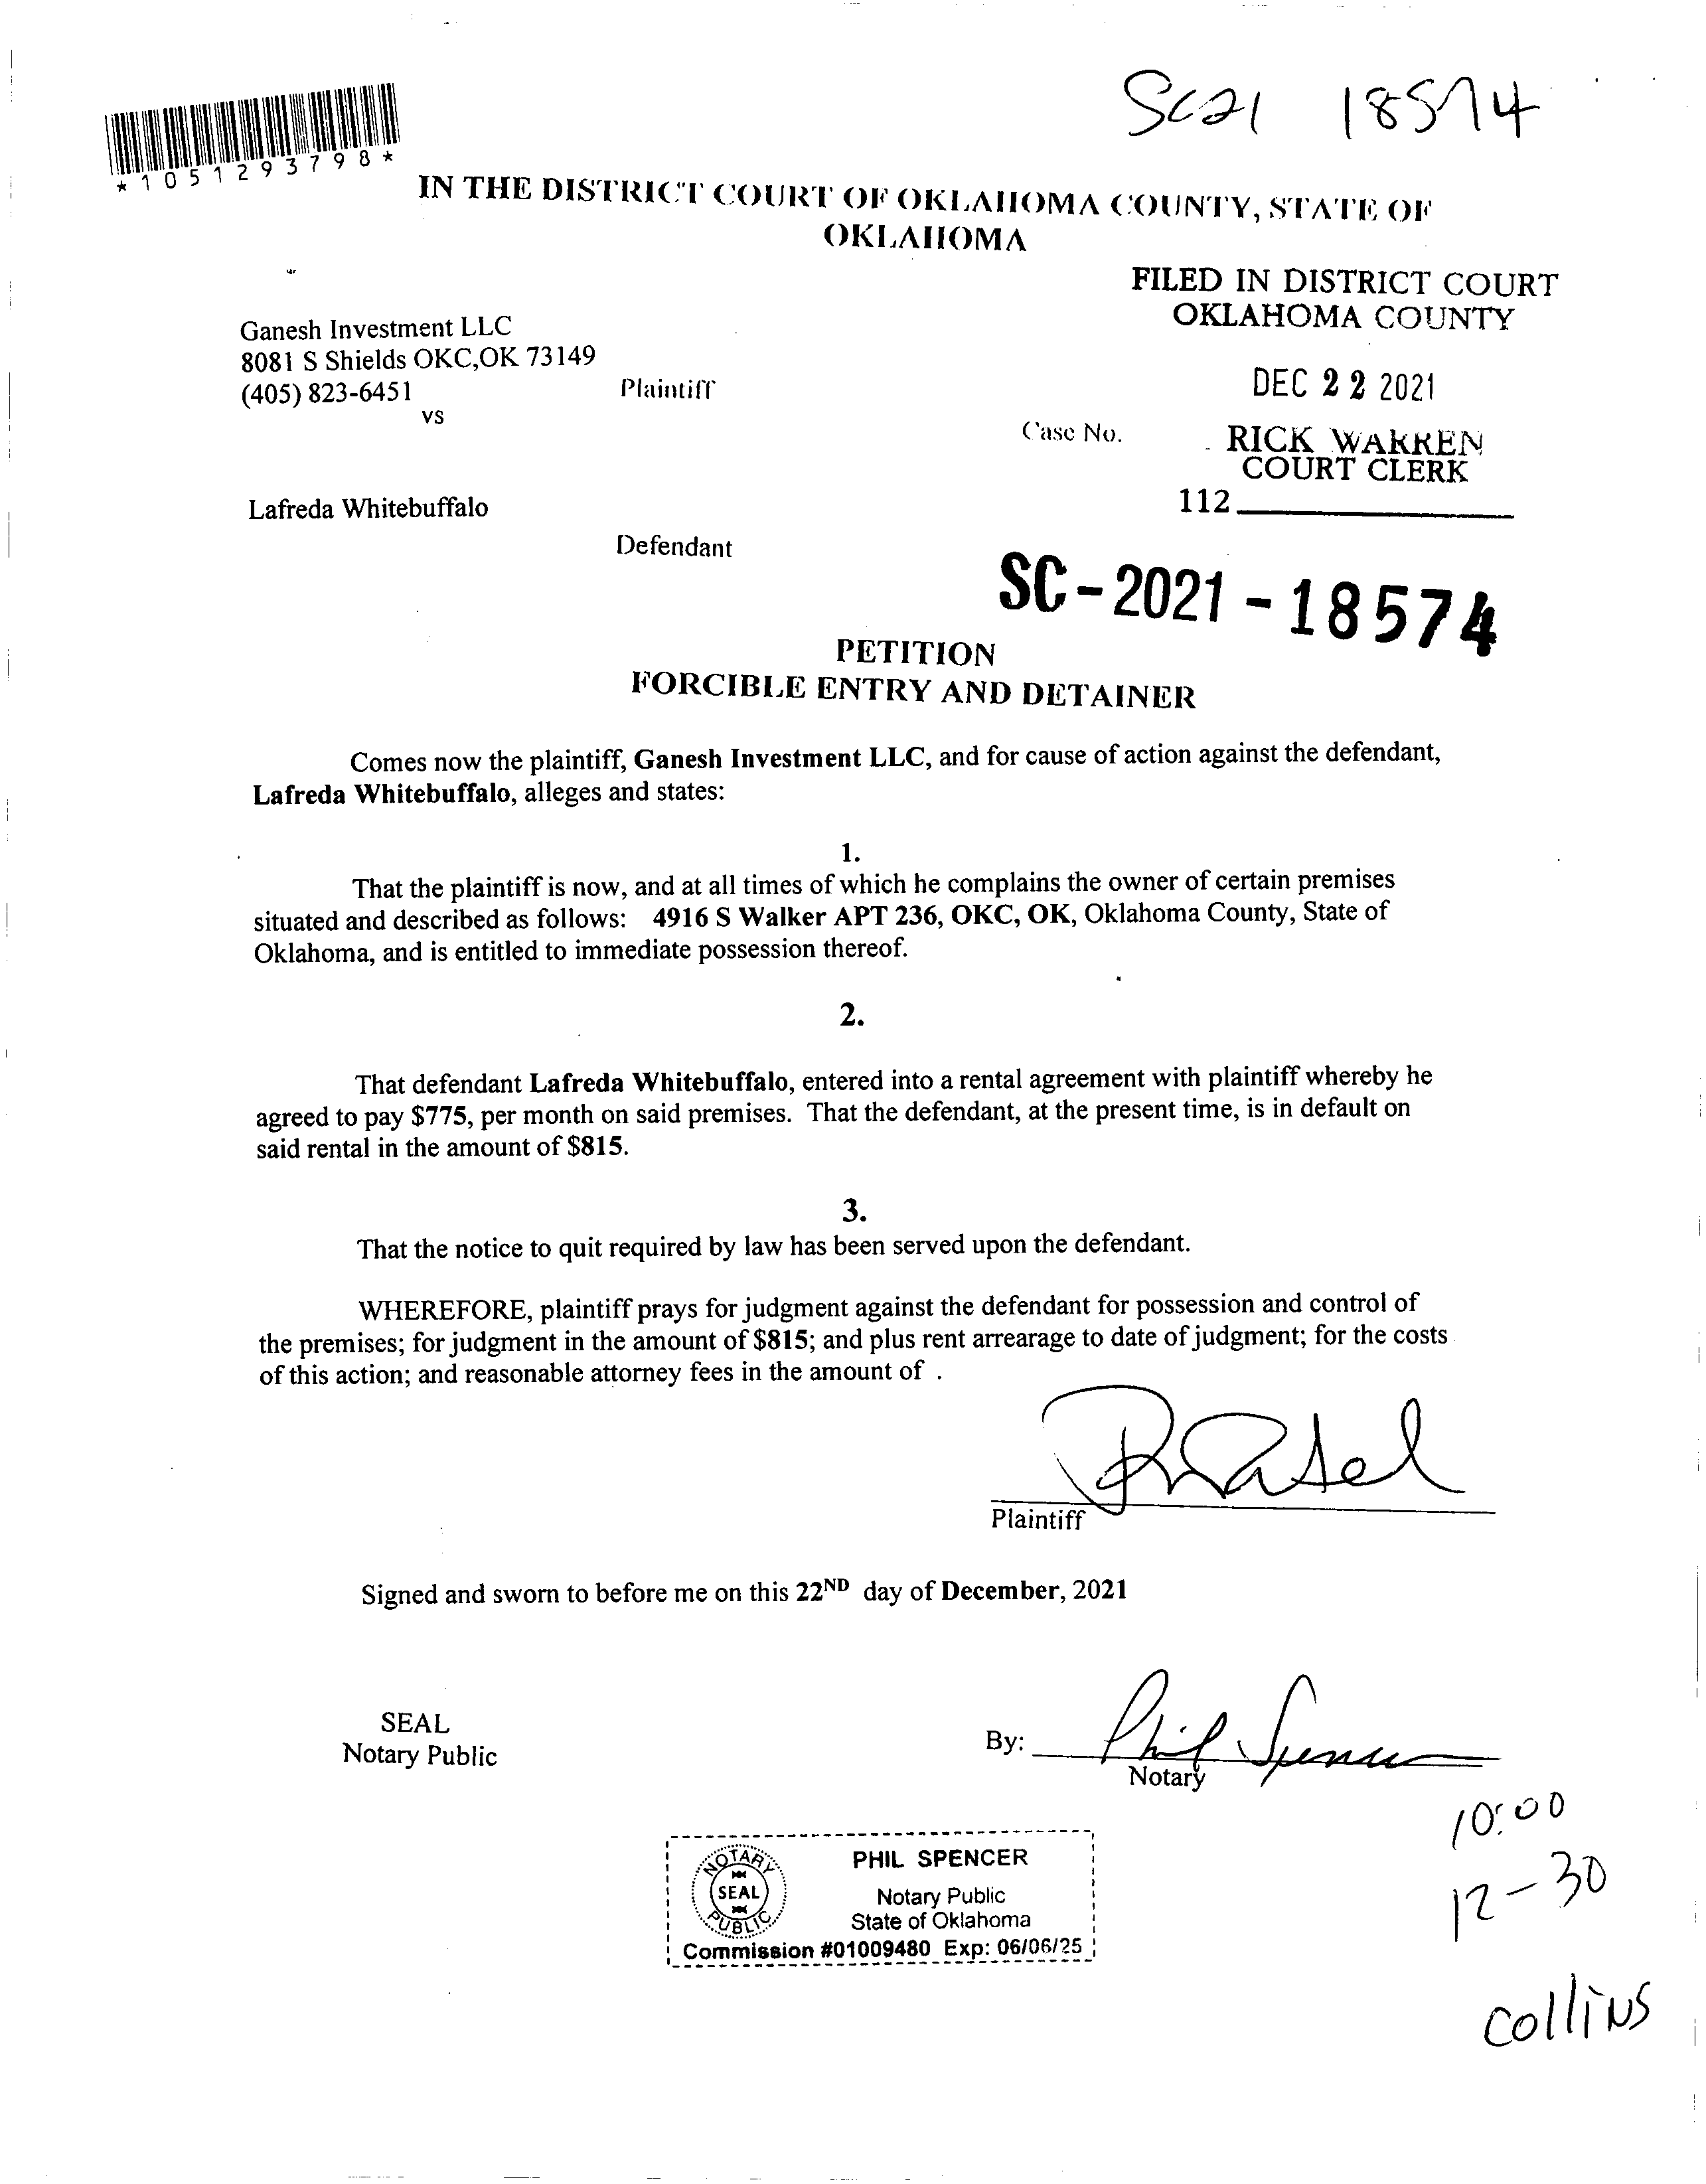 SC21 18574
*1051293798*
IN THE DISTRICT COURT OF OKLAHOMA COUNTY, STATE OF
OKLAHOMA
FILED IN DISTRICT COURT
OKLAHOMA COUNTY
Ganesh Investment LLC
8081 S Shields OKC,OK 73149
(405) 823-6451
Plaintiff
vs
DEC 22 2021
Case No.
RICK WARREN
COURT CLERK
112
Lafreda Whitebuffalo
Defendant
SC-2021-18574
PETITION
FORCIBLE ENTRY AND DETAINER
Comes now the plaintiff, Ganesh Investment LLC, and for cause of action against the defendant,
Lafreda Whitebuffalo, alleges and states:
1.
That the plaintiff is now, and at all times of which he complains the owner of certain premises
situated and described as follows: 4916 S Walker APT 236, OKC, OK, Oklahoma County, State of
Oklahoma, and is entitled to immediate possession thereof.
2.
That defendant Lafreda Whitebuffalo, entered into a rental agreement with plaintiff whereby he
agreed to pay $775, per month on said premises. That the defendant, at the present time, is in default on
said rental in the amount of $815.
3.
That the notice to quit required by law has been served upon the defendant.
WHEREFORE, plaintiff prays for judgment against the defendant for possession and control of
the premises; for judgment in the amount of $815; and plus rent arrearage to date of judgment; for the costs
of this action; and reasonable attorney fees in the amount of .
Plaintiff
Signed and sworn to before me on this 22ND day of December, 2021
SEAL
Notary Public
By: Phil Spencer
Notary
10:00
12-30
Collins
NOTARY
SEAL
PUBLIC
PHIL SPENCER
Notary Public
State of Oklahoma
Commission #01009480 Exp: 06/06/25